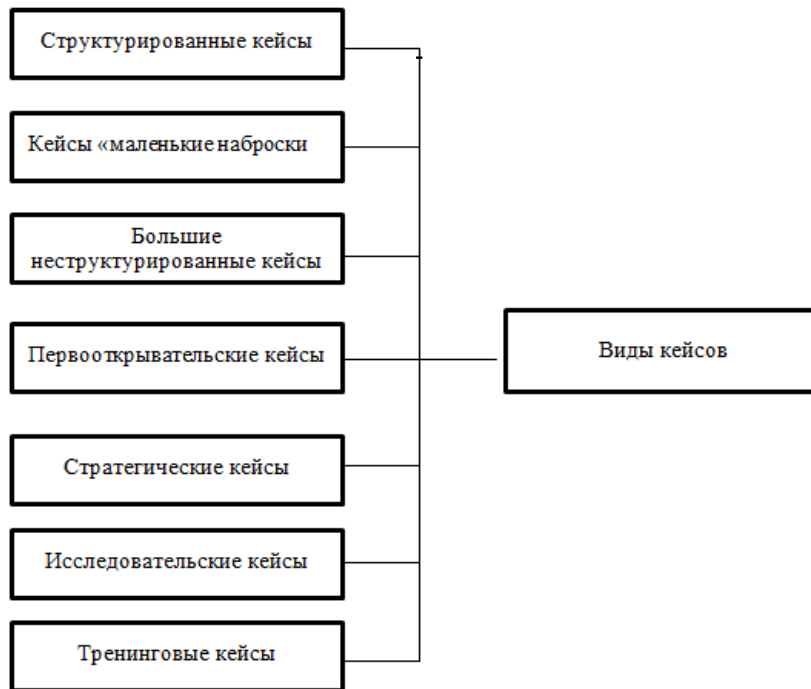 Структурированные кейсы
Кейсы «маленькие наброски
Большие
неструктурированные кейсы
Первооткрывательские кейсы
Виды кейсов
Стратегические кейсы
Исследовательские кейсы
Тренинговые кейсы